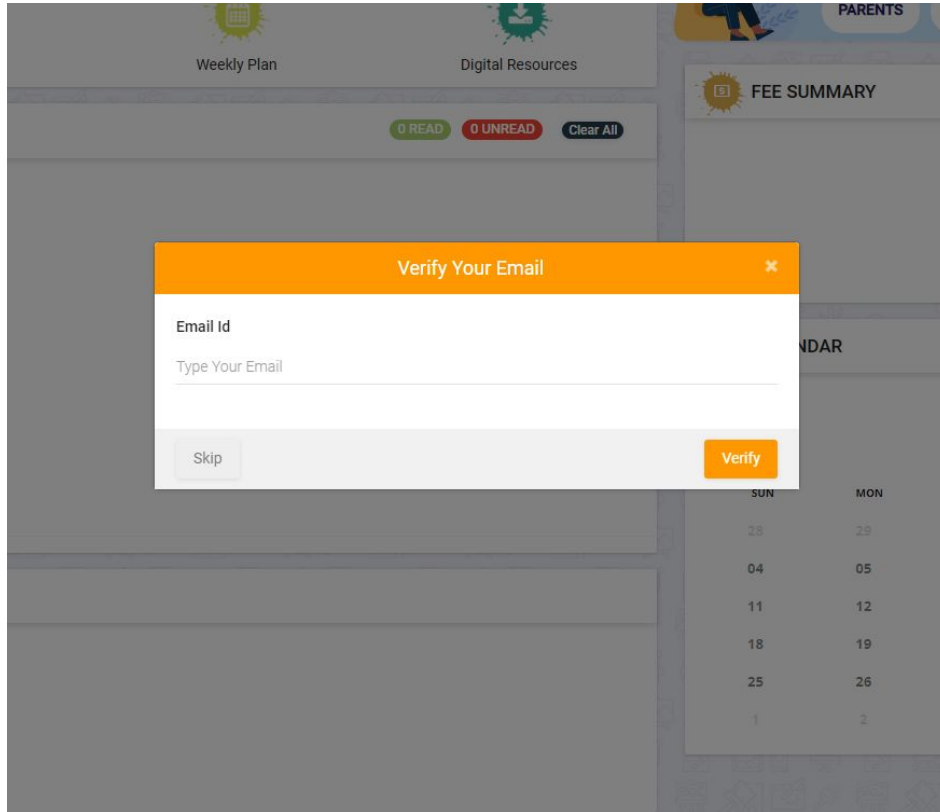 PARENTS
Weekly Plan
Digital Resources
FEE SUMMARY
0 READ 0 UNREAD Clear All
Verify Your Email
Email Id
Type Your Email
Skip
Verify
NDAR
SUN MON
28 29
04 05
11 12
18 19
25 26
1 2